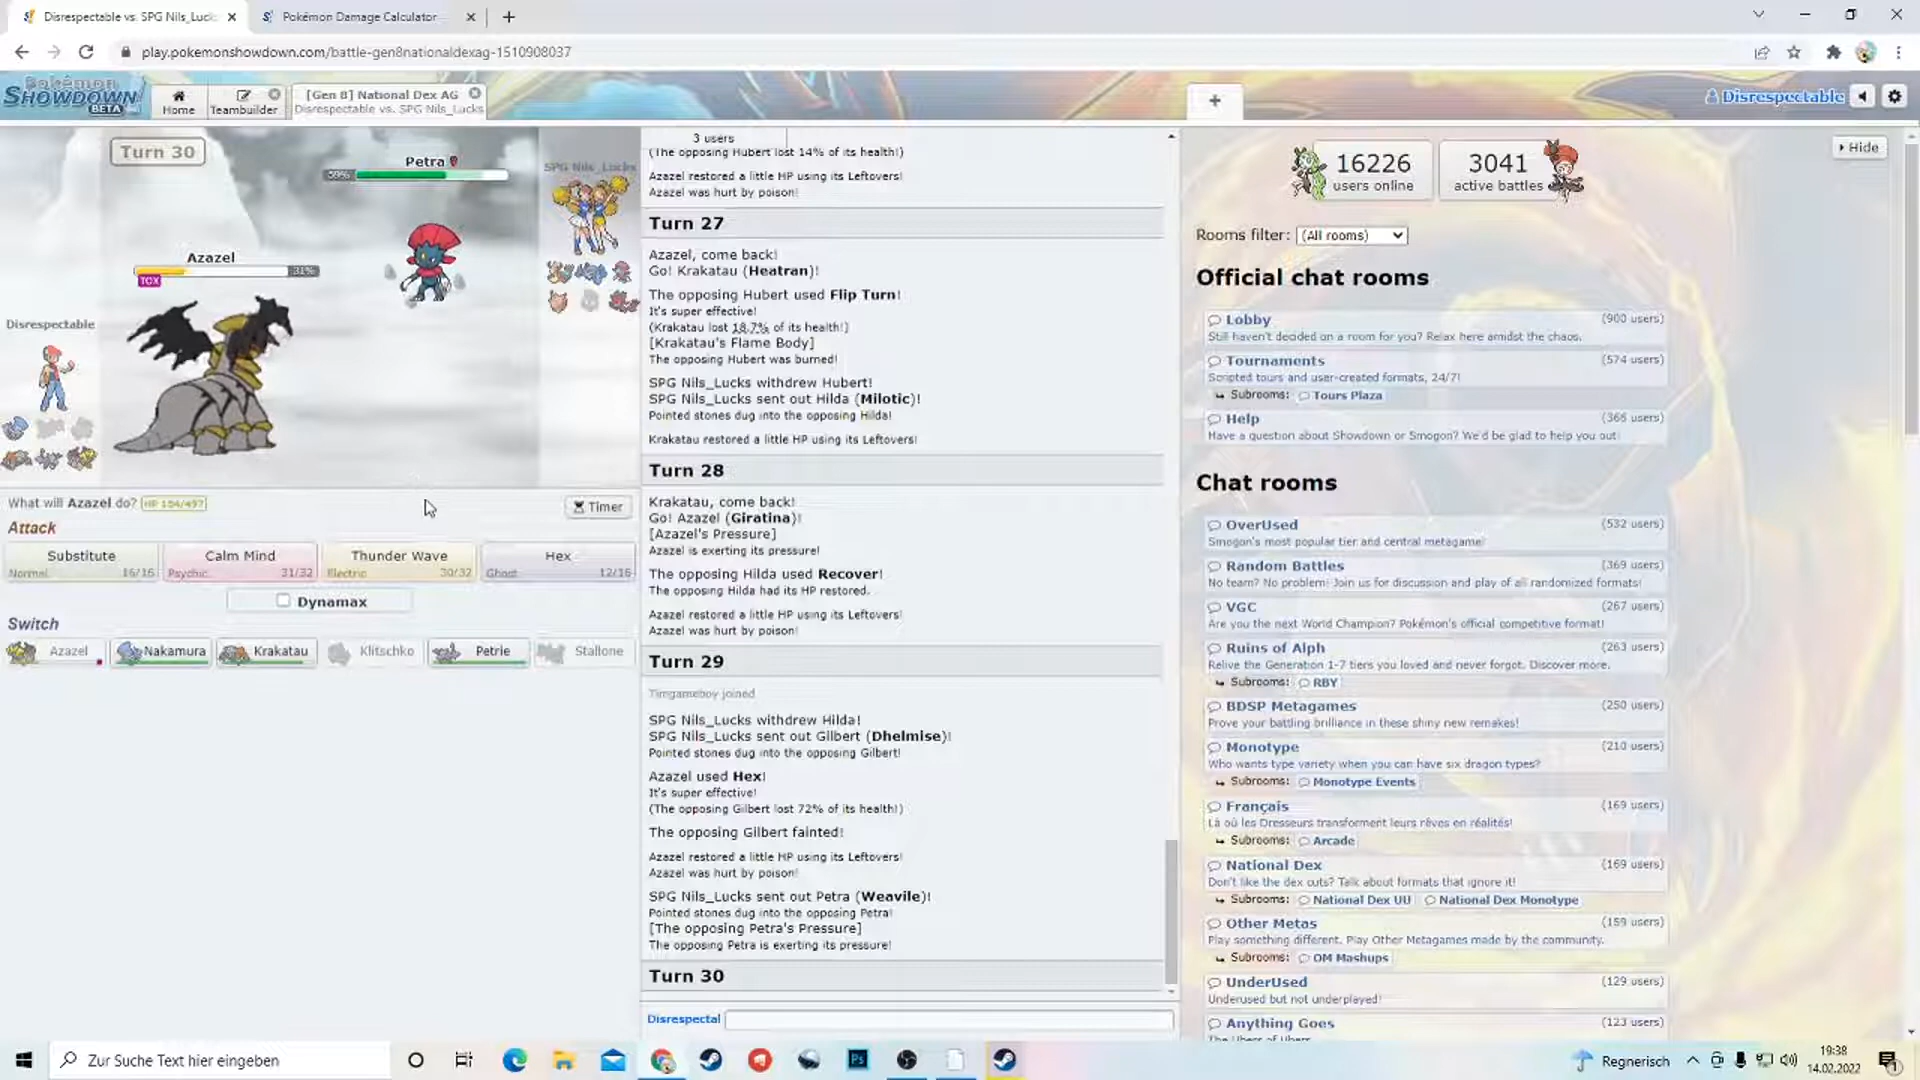 Disrespectable vs. SPG Nils_Luck
Pokémon Damage Calculator
play.pokemonshowdown.com/battle-gen8nationaldexag-1510908037
Pokémon
SHOWDOWN
BETA
Home
Teambuilder
[Gen 8] National Dex AG
Disrespectable vs. SPG Nils_Lucks
Disrespectable
Turn 30
Petra
59%
SPG Nils_Lucks
Azazel
31%
TOX
Disrespectable
What will Azazel do? HP 154/497
Timer
Attack
Substitute
Normal 16/16
Calm Mind
Psychic 31/32
Thunder Wave
Electric 30/32
Hex
Ghost 12/16
Dynamax
Switch
Azazel
Nakamura
Krakatau
Klitschko
Petrie
Stallone
3 users
(The opposing Hubert lost 14% of its health!)
Azazel restored a little HP using its Leftovers!
Azazel was hurt by poison!
Turn 27
Azazel, come back!
Go! Krakatau (Heatran)!
The opposing Hubert used Flip Turn!
It's super effective!
(Krakatau lost 18.7% of its health!)
[Krakatau's Flame Body]
The opposing Hubert was burned!
SPG Nils_Lucks withdrew Hubert!
SPG Nils_Lucks sent out Hilda (Milotic)!
Pointed stones dug into the opposing Hilda!
Krakatau restored a little HP using its Leftovers!
Turn 28
Krakatau, come back!
Go! Azazel (Giratina)!
[Azazel's Pressure]
Azazel is exerting its pressure!
The opposing Hilda used Recover!
The opposing Hilda had its HP restored.
Azazel restored a little HP using its Leftovers!
Azazel was hurt by poison!
Turn 29
Timgameboy joined
SPG Nils_Lucks withdrew Hilda!
SPG Nils_Lucks sent out Gilbert (Dhelmise)!
Pointed stones dug into the opposing Gilbert!
Azazel used Hex!
It's super effective!
(The opposing Gilbert lost 72% of its health!)
The opposing Gilbert fainted!
Azazel restored a little HP using its Leftovers!
Azazel was hurt by poison!
SPG Nils_Lucks sent out Petra (Weavile)!
Pointed stones dug into the opposing Petra!
[The opposing Petra's Pressure]
The opposing Petra is exerting its pressure!
Turn 30
Disrespectal
16226
users online
3041
active battles
Hide
Rooms filter: (All rooms)
Official chat rooms
Lobby (900 users)
Still haven't decided on a room for you? Relax here amidst the chaos.
Tournaments (574 users)
Scripted tours and user-created formats, 24/7!
Subrooms: Tours Plaza
Help (366 users)
Have a question about Showdown or Smogon? We'd be glad to help you out!
Chat rooms
OverUsed (532 users)
Smogon's most popular tier and central metagame!
Random Battles (369 users)
No team? No problem! Join us for discussion and play of all randomized formats!
VGC (267 users)
Are you the next World Champion? Pokémon's official competitive format!
Ruins of Alph (263 users)
Relive the Generation 1-7 tiers you loved and never forgot. Discover more.
Subrooms: RBY
BDSP Metagames (250 users)
Prove your battling brilliance in these shiny new remakes!
Monotype (210 users)
Who wants type variety when you can have six dragon types?
Subrooms: Monotype Events
Français (169 users)
Là où les Dresseurs transforment leurs rêves en réalités!
Subrooms: Arcade
National Dex (169 users)
Don't like the dex cuts? Talk about formats that ignore it!
Subrooms: National Dex UU National Dex Monotype
Other Metas (159 users)
Play something different. Play Other Metagames made by the community.
Subrooms: OM Mashups
UnderUsed (129 users)
Underused but not underplayed!
Anything Goes (123 users)
The Ubers of Ubers.
Zur Suche Text hier eingeben
Regnerisch
19:38
14.02.2022